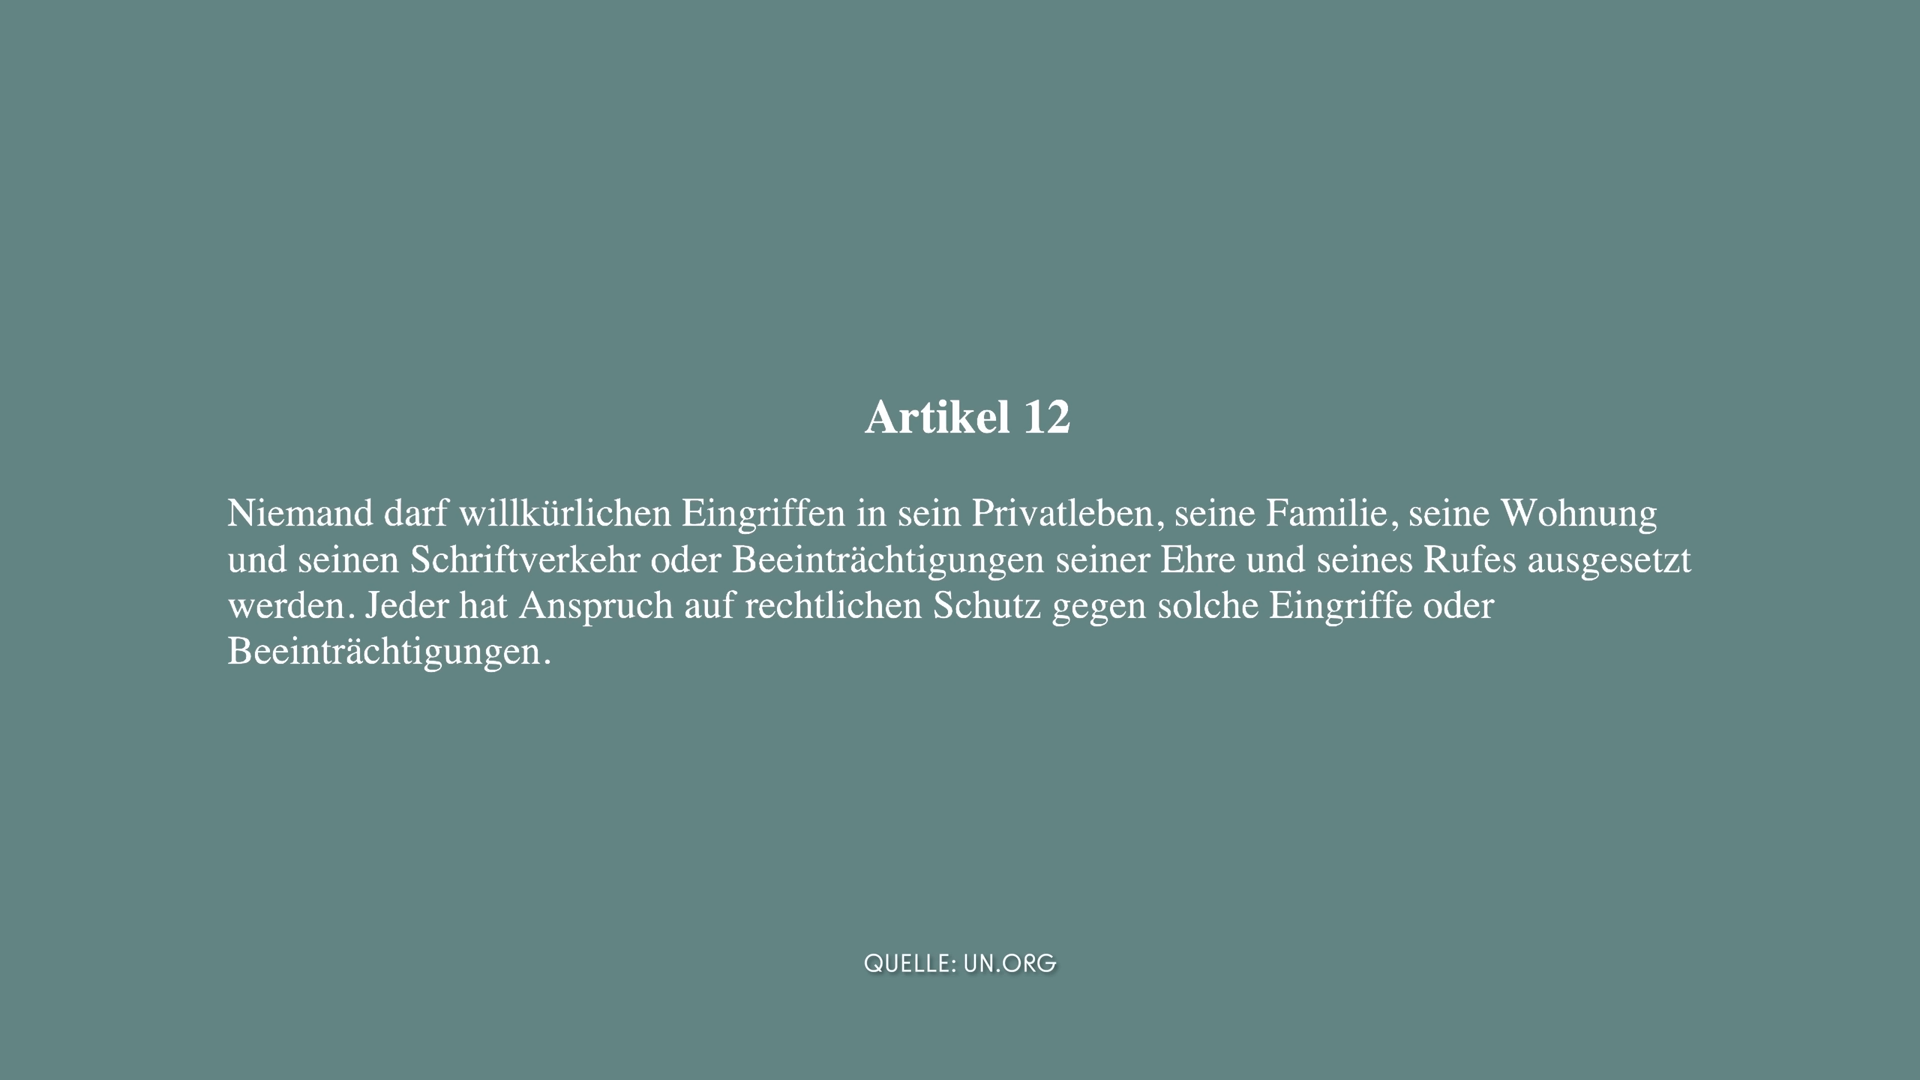 Artikel 12
Niemand darf willkürlichen Eingriffen in sein Privatleben, seine Familie, seine Wohnung
und seinen Schriftverkehr oder Beeinträchtigungen seiner Ehre und seines Rufes ausgesetzt
werden. Jeder hat Anspruch auf rechtlichen Schutz gegen solche Eingriffe oder
Beeinträchtigungen.
QUELLE: UN.ORG